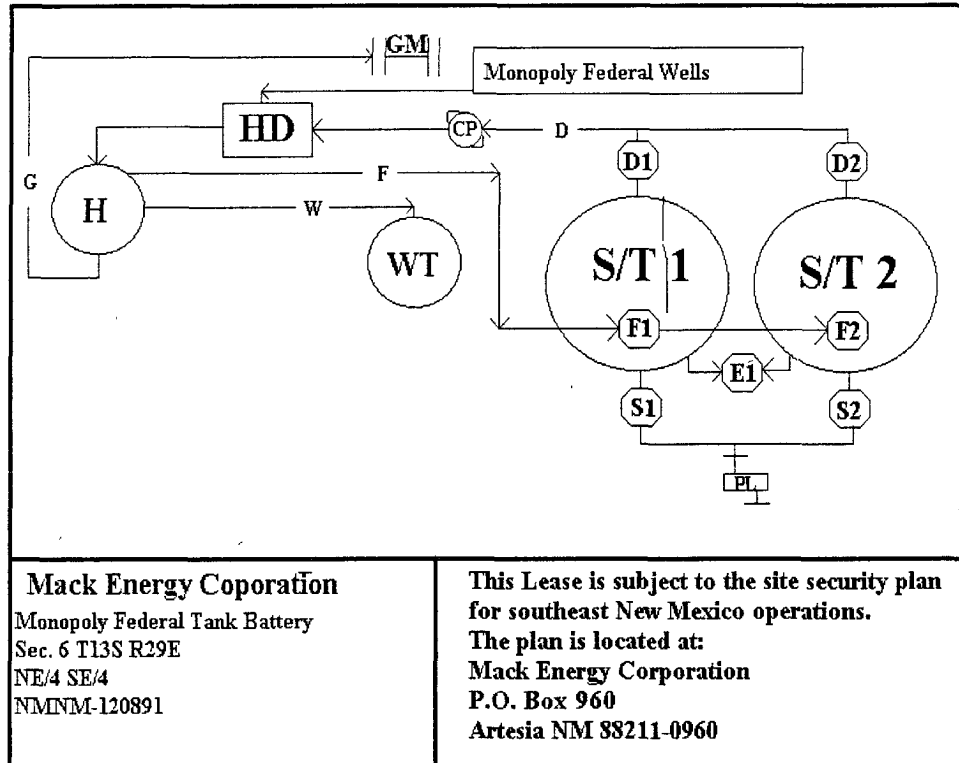 GM
Monopoly Federal Wells
HD
CP
D
D1
D2
G
F
H
W
WT
S/T 1
S/T 2
F1
F2
E1
S1
S2
PL
Mack Energy Coporation
Monopoly Federal Tank Battery
Sec. 6 T13S R29E
NE/4 SE/4
NMNM-120891
This Lease is subject to the site security plan
for southeast New Mexico operations.
The plan is located at:
Mack Energy Corporation
P.O. Box 960
Artesia NM 88211-0960